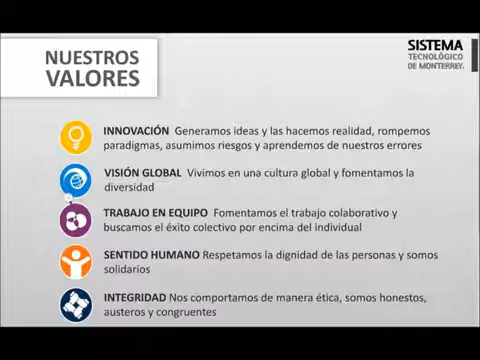 NUESTROS
VALORES
SISTEMA
TECNOLÓGICO
DE MONTERREY.
INNOVACIÓN Generamos ideas y las hacemos realidad, rompemos
paradigmas, asumimos riesgos y aprendemos de nuestros errores
VISIÓN GLOBAL Vivimos en una cultura global y fomentamos la
diversidad
TRABAJO EN EQUIPO Fomentamos el trabajo colaborativo y
buscamos el éxito colectivo por encima del individual
SENTIDO HUMANO Respetamos la dignidad de las personas y somos
solidarios
INTEGRIDAD Nos comportamos de manera ética, somos honestos,
austeros y congruentes